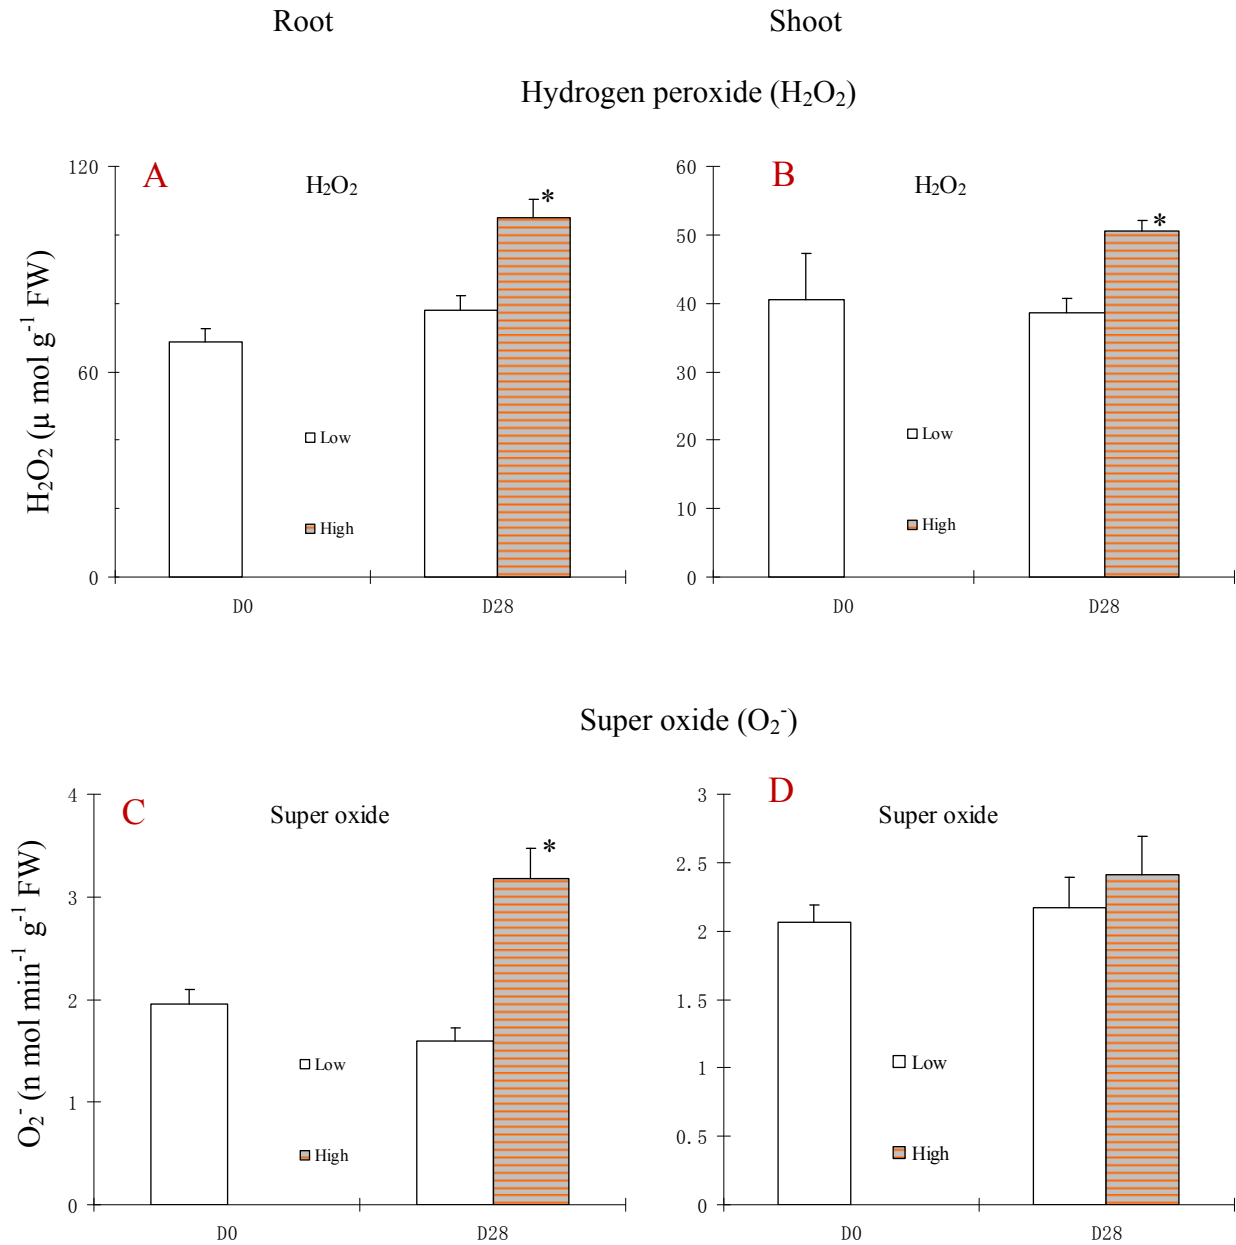 Root
Shoot
Hydrogen peroxide (H₂O₂)
A
H₂O₂
120
60
0
H₂O₂ (µ mol g⁻¹ FW)
Low
High
D0
D28
B
H₂O₂
60
50
40
30
20
10
0
Low
High
D0
D28
*
*
Super oxide (O₂⁻)
C
Super oxide
4
3
2
1
0
O₂⁻ (n mol min⁻¹ g⁻¹ FW)
*
Low
High
D0
D28
D
Super oxide
3
2.5
2
1.5
1
0.5
0
Low
High
D0
D28